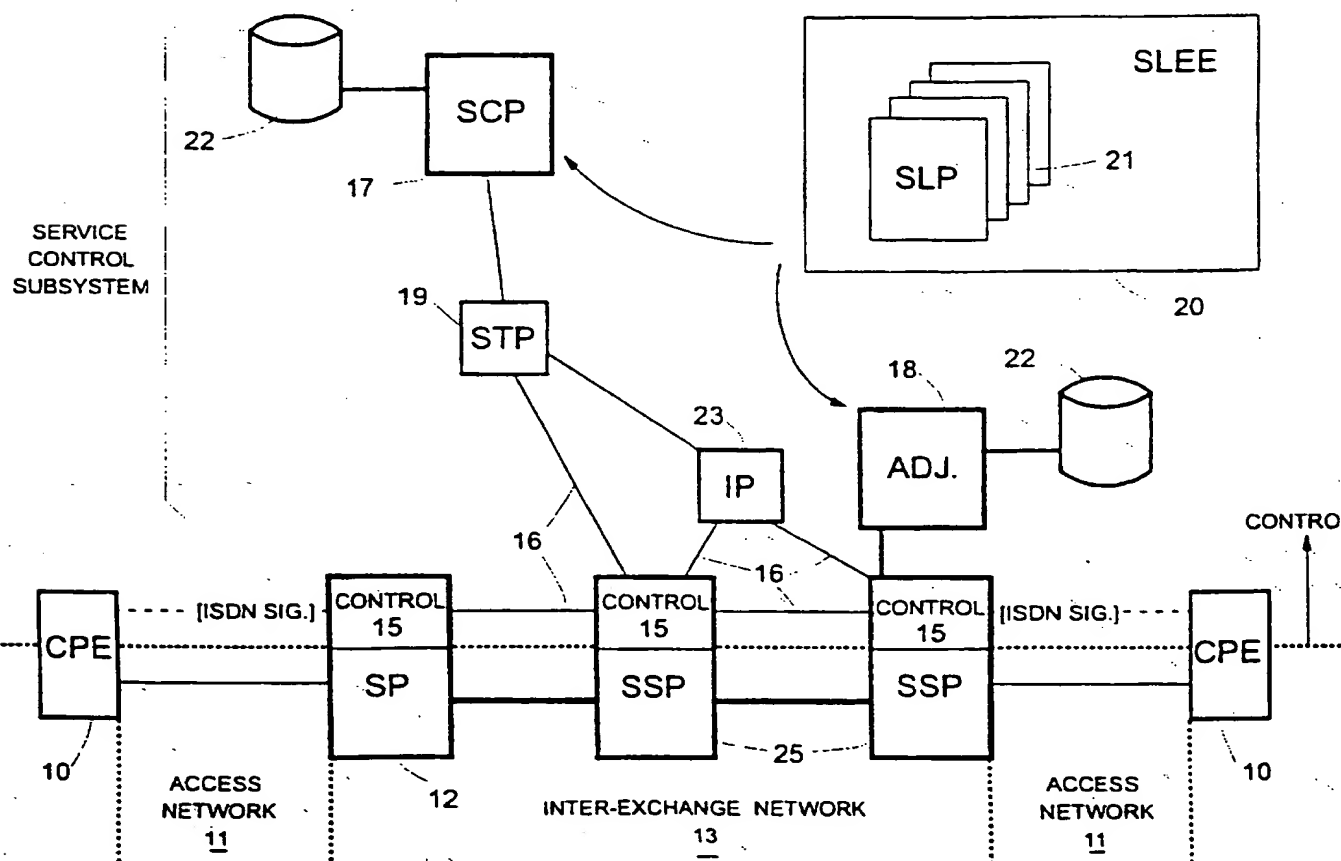 SLEE
SCP
22
17
SLP
21
SERVICE
CONTROL
SUBSYSTEM
20
19
STP
18
22
23
ADJ.
IP
CONTRO
16
16
CPE
[ISDN SIG.]
CONTROL
15
CONTROL
15
CONTROL
15
[ISDN SIG.]
CPE
SP
SSP
SSP
10
12
25
10
ACCESS
NETWORK
11
INTER-EXCHANGE NETWORK
13
ACCESS
NETWORK
11